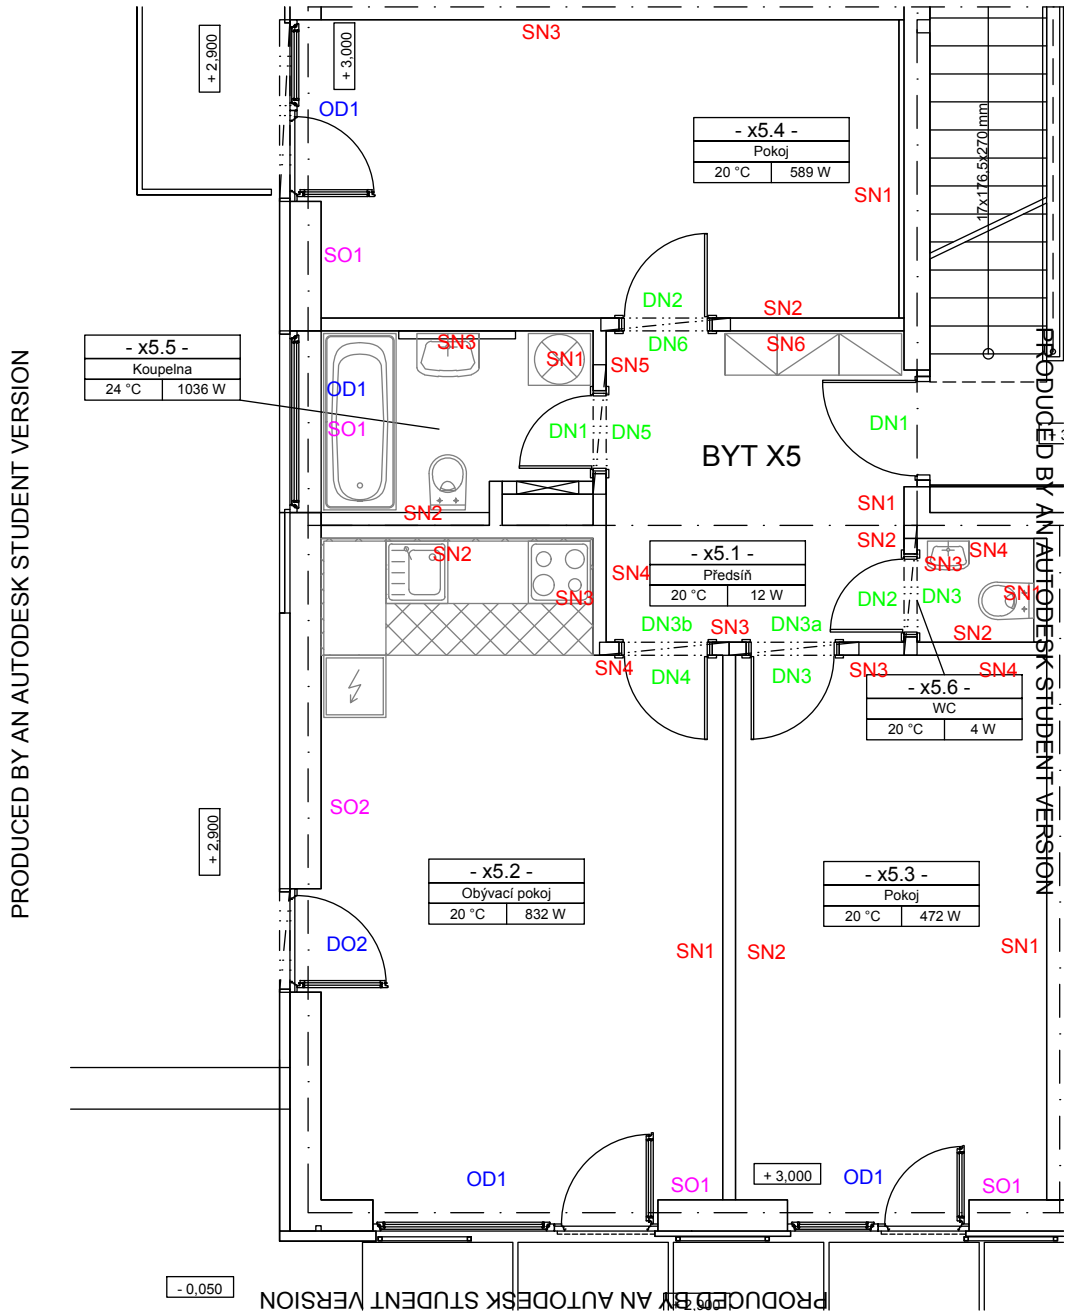 SN3
+ 2,900
+ 3,000
OD1
- x5.4 -
Pokoj
20 °C 589 W
17x176,5x270 mm
SN1
SO1
DN2
SN2
DN6
SN6
- x5.5 -
Koupelna
24 °C 1036 W
SN3
SN1
SN5
OD1
SO1
DN1
DN5
DN1
BYT X5
SN2
SN1
SN2
SN2
SN4
SN3
- x5.1 -
Předsíň
20 °C 12 W
SN3
SN4
SN1
DN2
DN3
SN2
DN3b
SN3
DN3a
SN4
DN4
DN3
SN3
SN4
- x5.6 -
WC
20 °C 4 W
SO2
+ 2,900
- x5.2 -
Obývací pokoj
20 °C 832 W
- x5.3 -
Pokoj
20 °C 472 W
DO2
SN1
SN2
SN1
OD1
SO1
+ 3,000
OD1
SO1
- 0,050
2,900
PRODUCED BY AN AUTODESK STUDENT VERSION
PRODUCED BY AN AUTODESK STUDENT VERSION
PRODUCED BY AN AUTODESK STUDENT VERSION